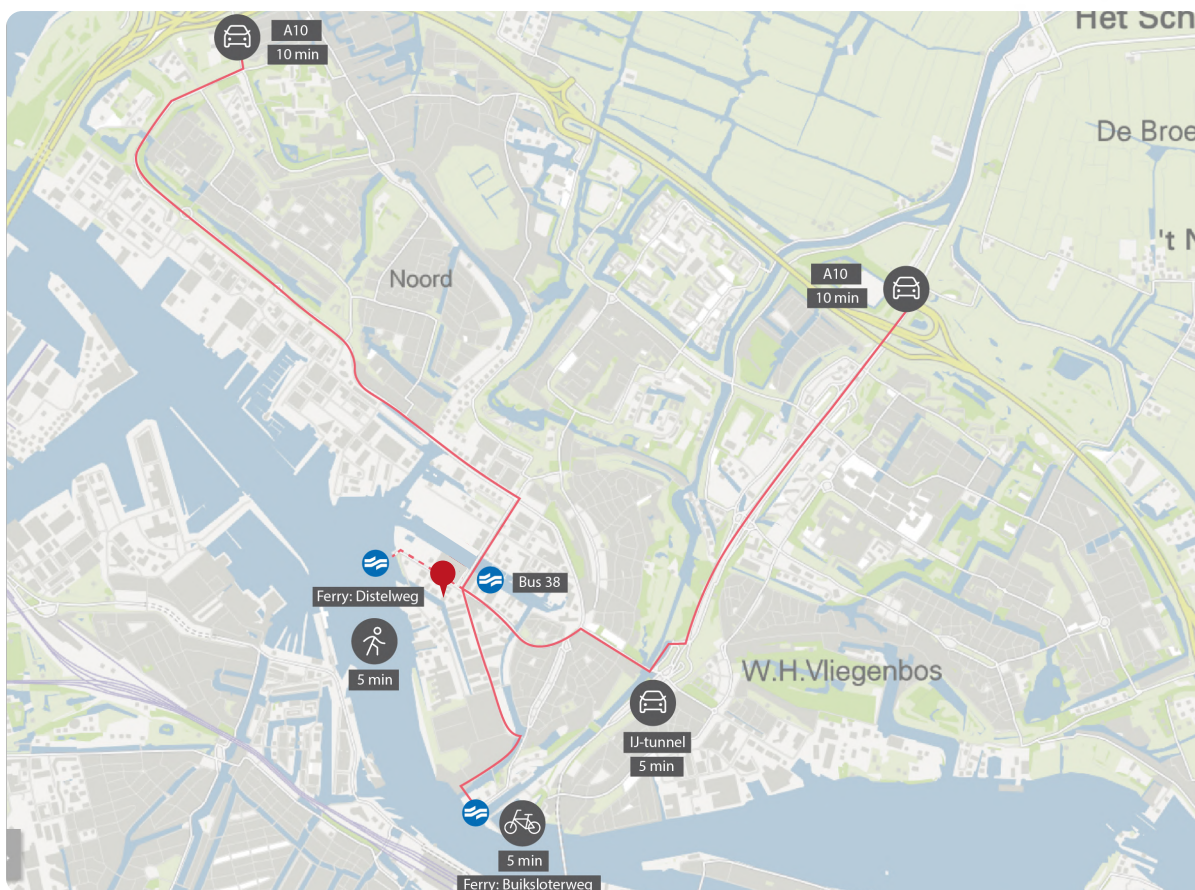 Het Sch
A10
10 min
De Broe
't N
Noord
A10
10 min
Bus 38
Ferry: Distelweg
5 min
W.H.Vliegenbos
IJ-tunnel
5 min
5 min
Ferry: Buiksloterweg